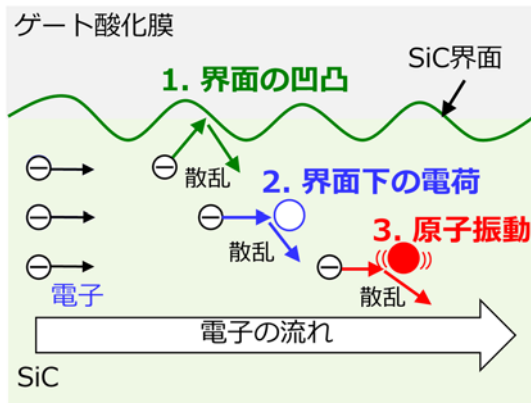 ゲート酸化膜
SiC界面
1. 界面の凹凸
散乱
2. 界面下の電荷
散乱
3. 原子振動
散乱
電子
電子の流れ
SiC